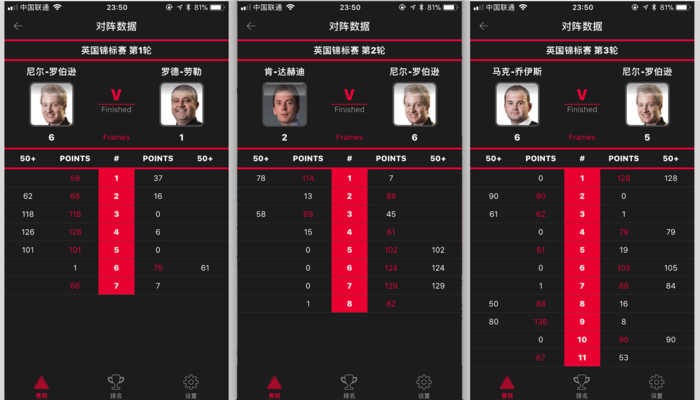 中国联通 23:50 81%
对阵数据
英国锦标赛 第1轮
尼尔-罗伯逊 V 罗德-劳勒
Finished
6 Frames 1
50+ POINTS # POINTS 50+
59 1 37
62 68 2 16
118 118 3 0
126 126 4 6
101 101 5 0
1 6 75 61
66 7 7
赛程 排名 设置
中国联通 23:50 81%
对阵数据
英国锦标赛 第2轮
肯-达赫迪 V 尼尔-罗伯逊
Finished
2 Frames 6
50+ POINTS # POINTS 50+
78 114 1 7
13 2 86
58 69 3 45
15 4 61
0 5 102 102
0 6 124 124
0 7 129 129
1 8 82
排名 设置
中国联通 23:50 81%
对阵数据
英国锦标赛 第3轮
马克-乔伊斯 V 尼尔-罗伯逊
Finished
6 Frames 5
50+ POINTS # POINTS 50+
0 1 128 128
90 90 2 0
61 62 3 1
0 4 79 79
61 5 19
0 6 105 105
1 7 86 84
50 88 8 16
80 136 9 8
0 10 90 90
67 11 53
排名 设置